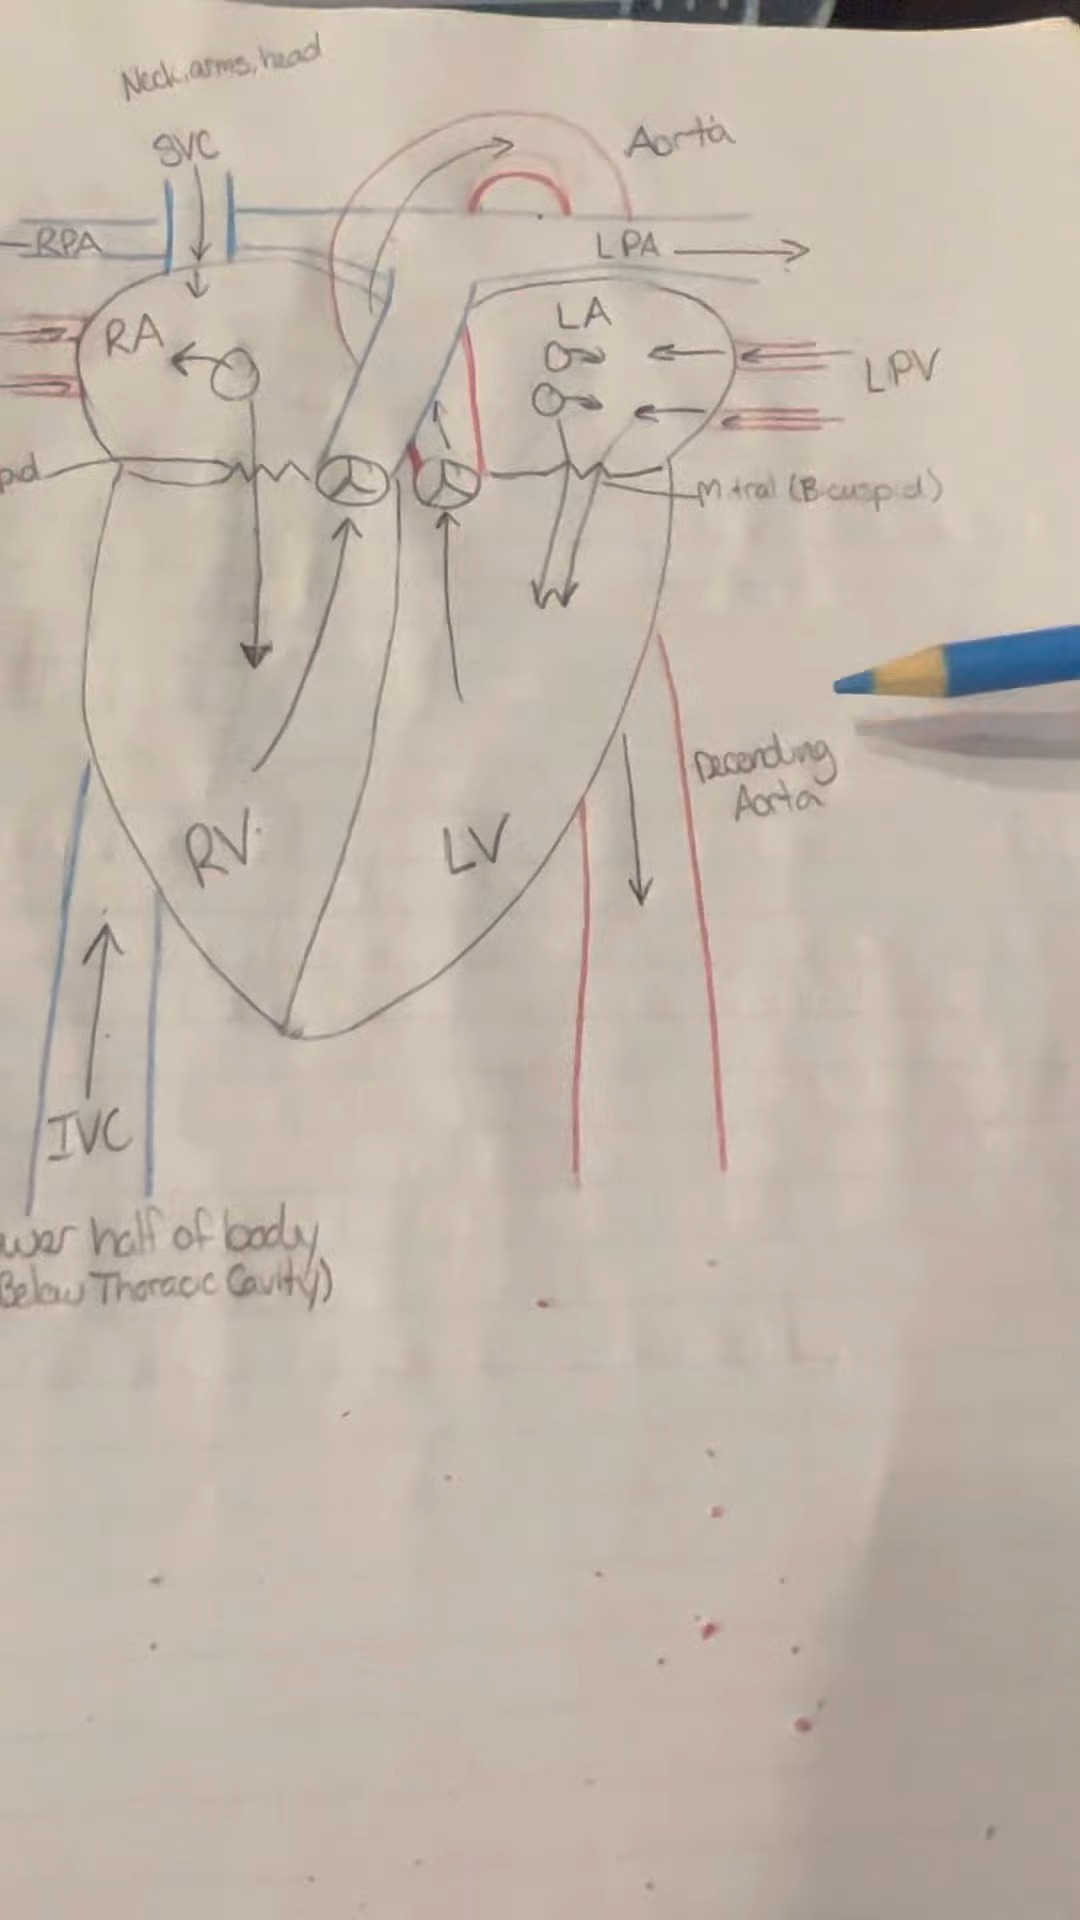 Neck, arms, head
SVC
Aorta
RPA
LPA
RA
LA
LPV
pid
Mitral (Bicuspid)
Decending
Aorta
RV
LV
IVC
wer half of body
Below Thoracic Cavity)